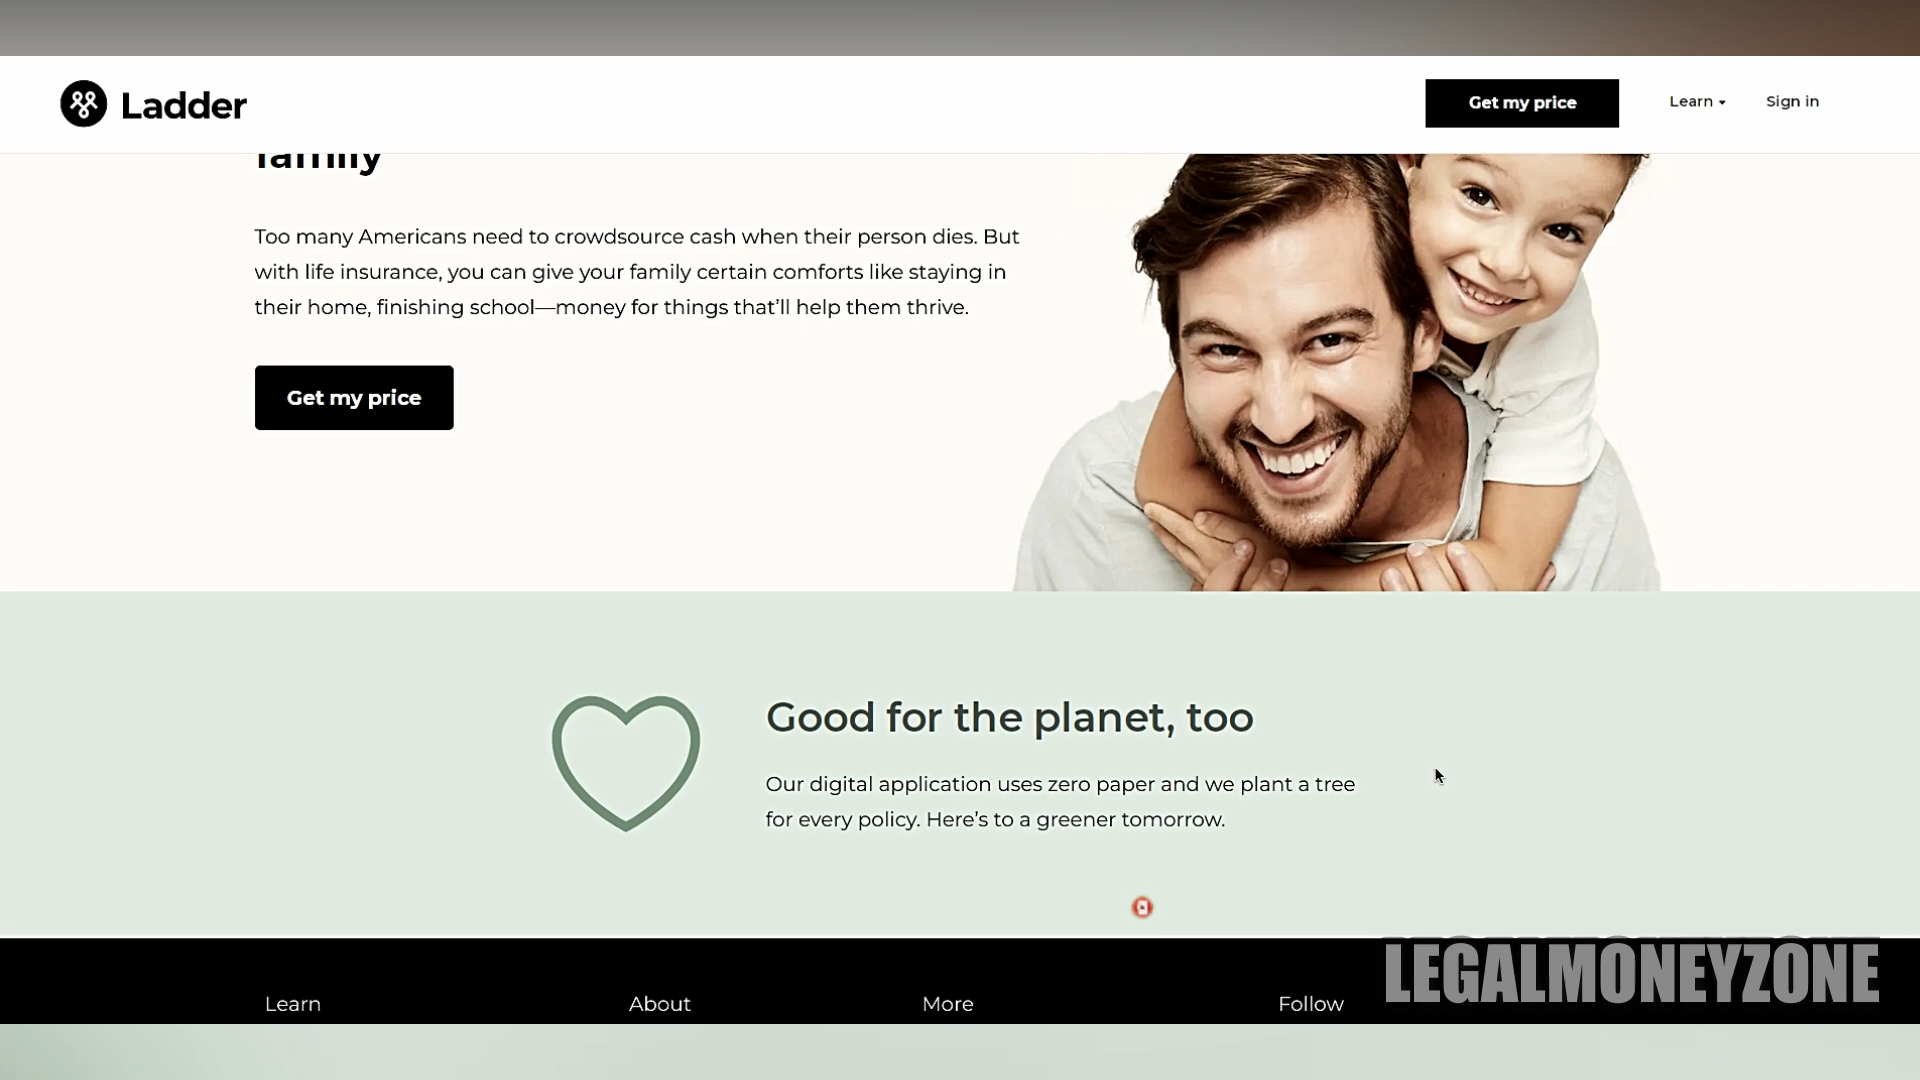 Ladder
Get my price
Learn
Sign in
family
Too many Americans need to crowdsource cash when their person dies. But
with life insurance, you can give your family certain comforts like staying in
their home, finishing school—money for things that’ll help them thrive.
Get my price
Good for the planet, too
Our digital application uses zero paper and we plant a tree
for every policy. Here’s to a greener tomorrow.
LEGALMONEYZONE
Learn
About
More
Follow